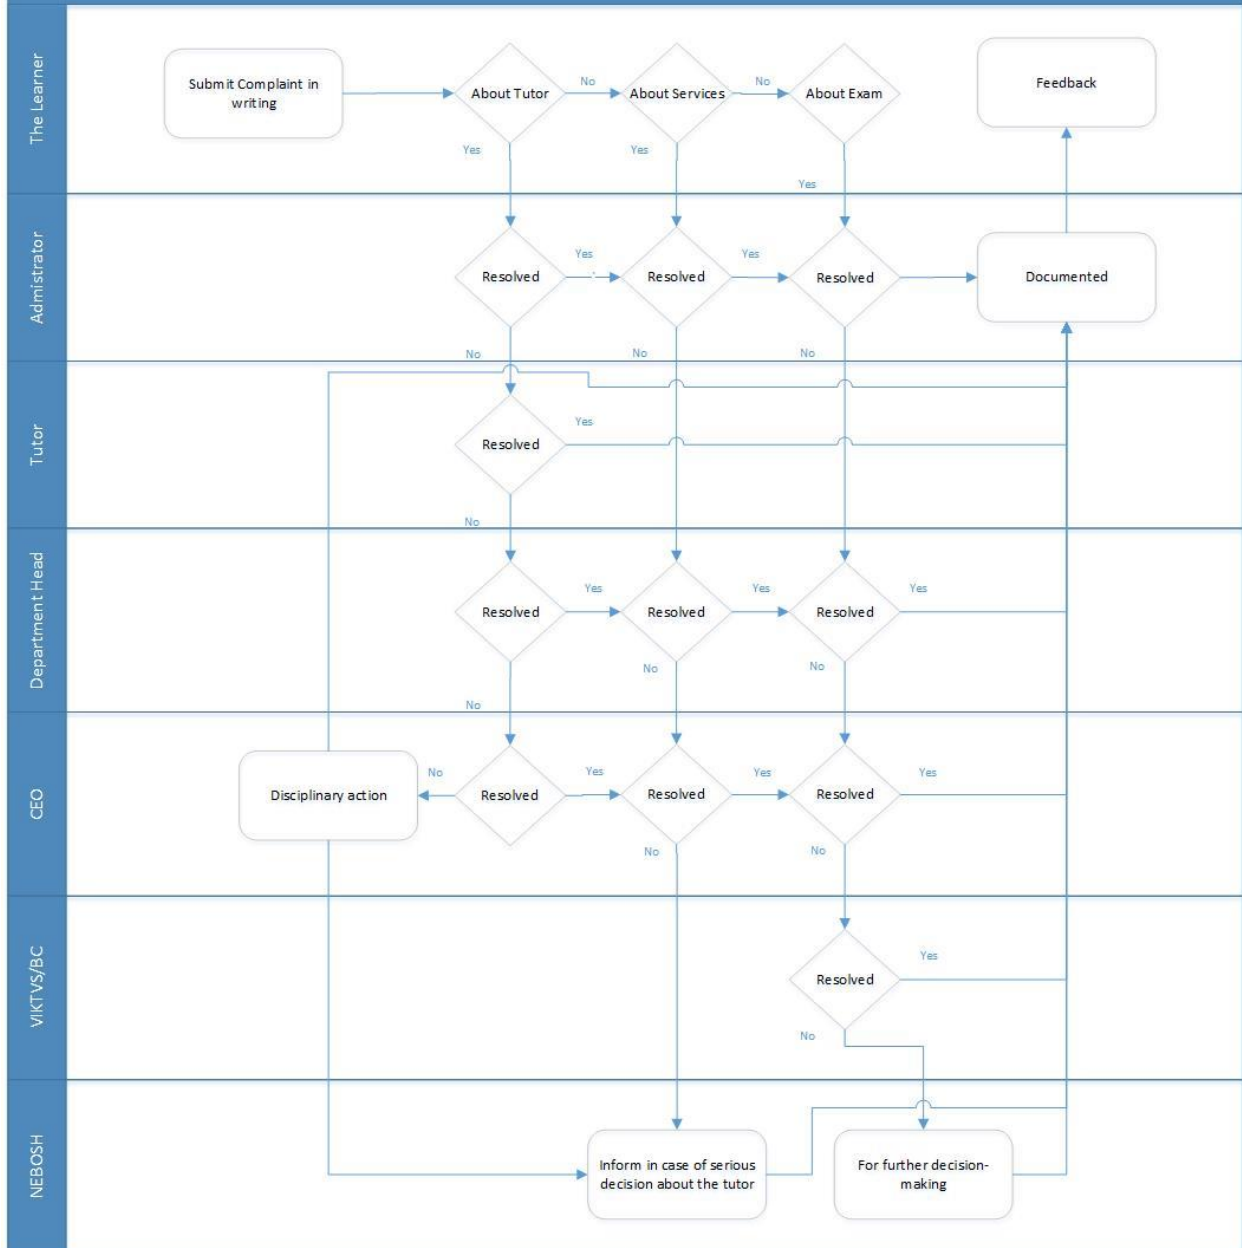 The Learner
Submit Complaint in
writing
About Tutor
No
About Services
No
About Exam
Feedback
Yes
Yes
Yes
Admistrator
Resolved
Yes
Resolved
Yes
Resolved
Documented
No
No
No
Tutor
Resolved
Yes
No
Department Head
Resolved
Yes
Resolved
Yes
Resolved
Yes
No
No
No
CEO
Disciplinary action
No
Resolved
Yes
Resolved
Yes
Resolved
Yes
No
No
VIKTVS/BC
Resolved
Yes
No
NEBOSH
Inform in case of serious
decision about the tutor
For further decision-
making